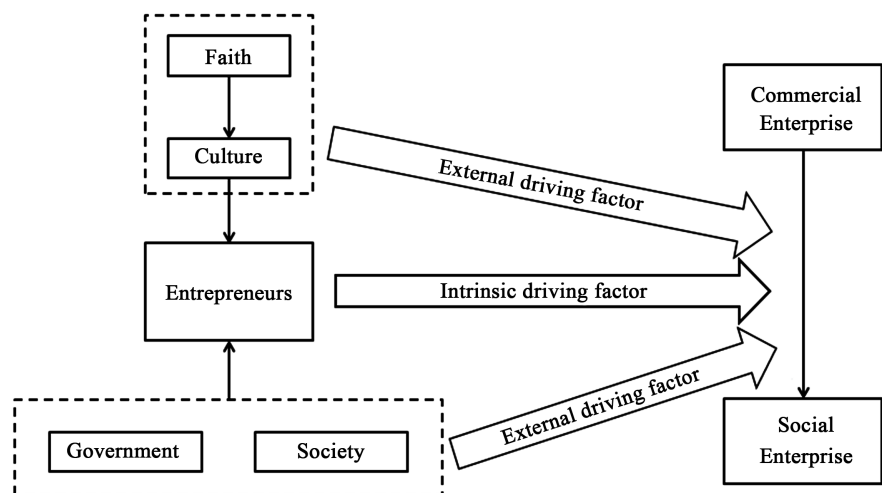 Faith
Culture
Entrepreneurs
Government
Society
External driving factor
Intrinsic driving factor
External driving factor
Commercial
Enterprise
Social
Enterprise